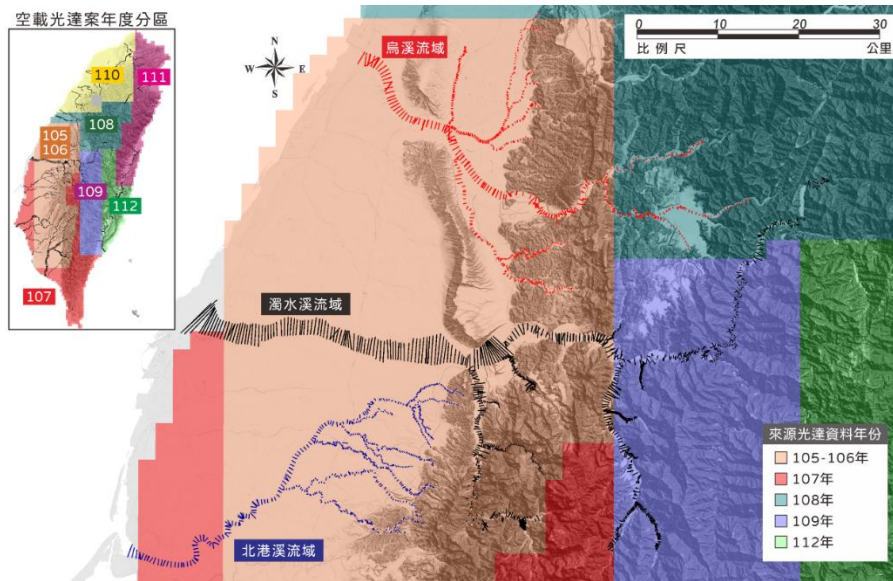 空載光達案年度分區
110
111
105
106
108
109
112
107
N
W E
S
烏溪流域
0 10 20 30
比例尺 公里
濁水溪流域
北港溪流域
來源光達資料年份
105-106年
107年
108年
109年
112年